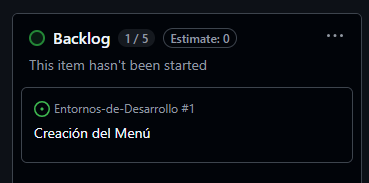 Backlog 1 / 5 Estimate: 0
This item hasn't been started
Entornos-de-Desarrollo #1
Creación del Menú